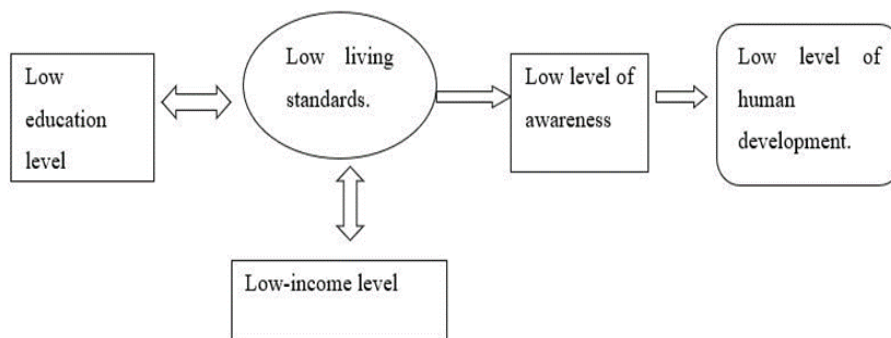 Low
education
level
Low living
standards.
Low level of
awareness
Low level of
human
development.
Low-income level